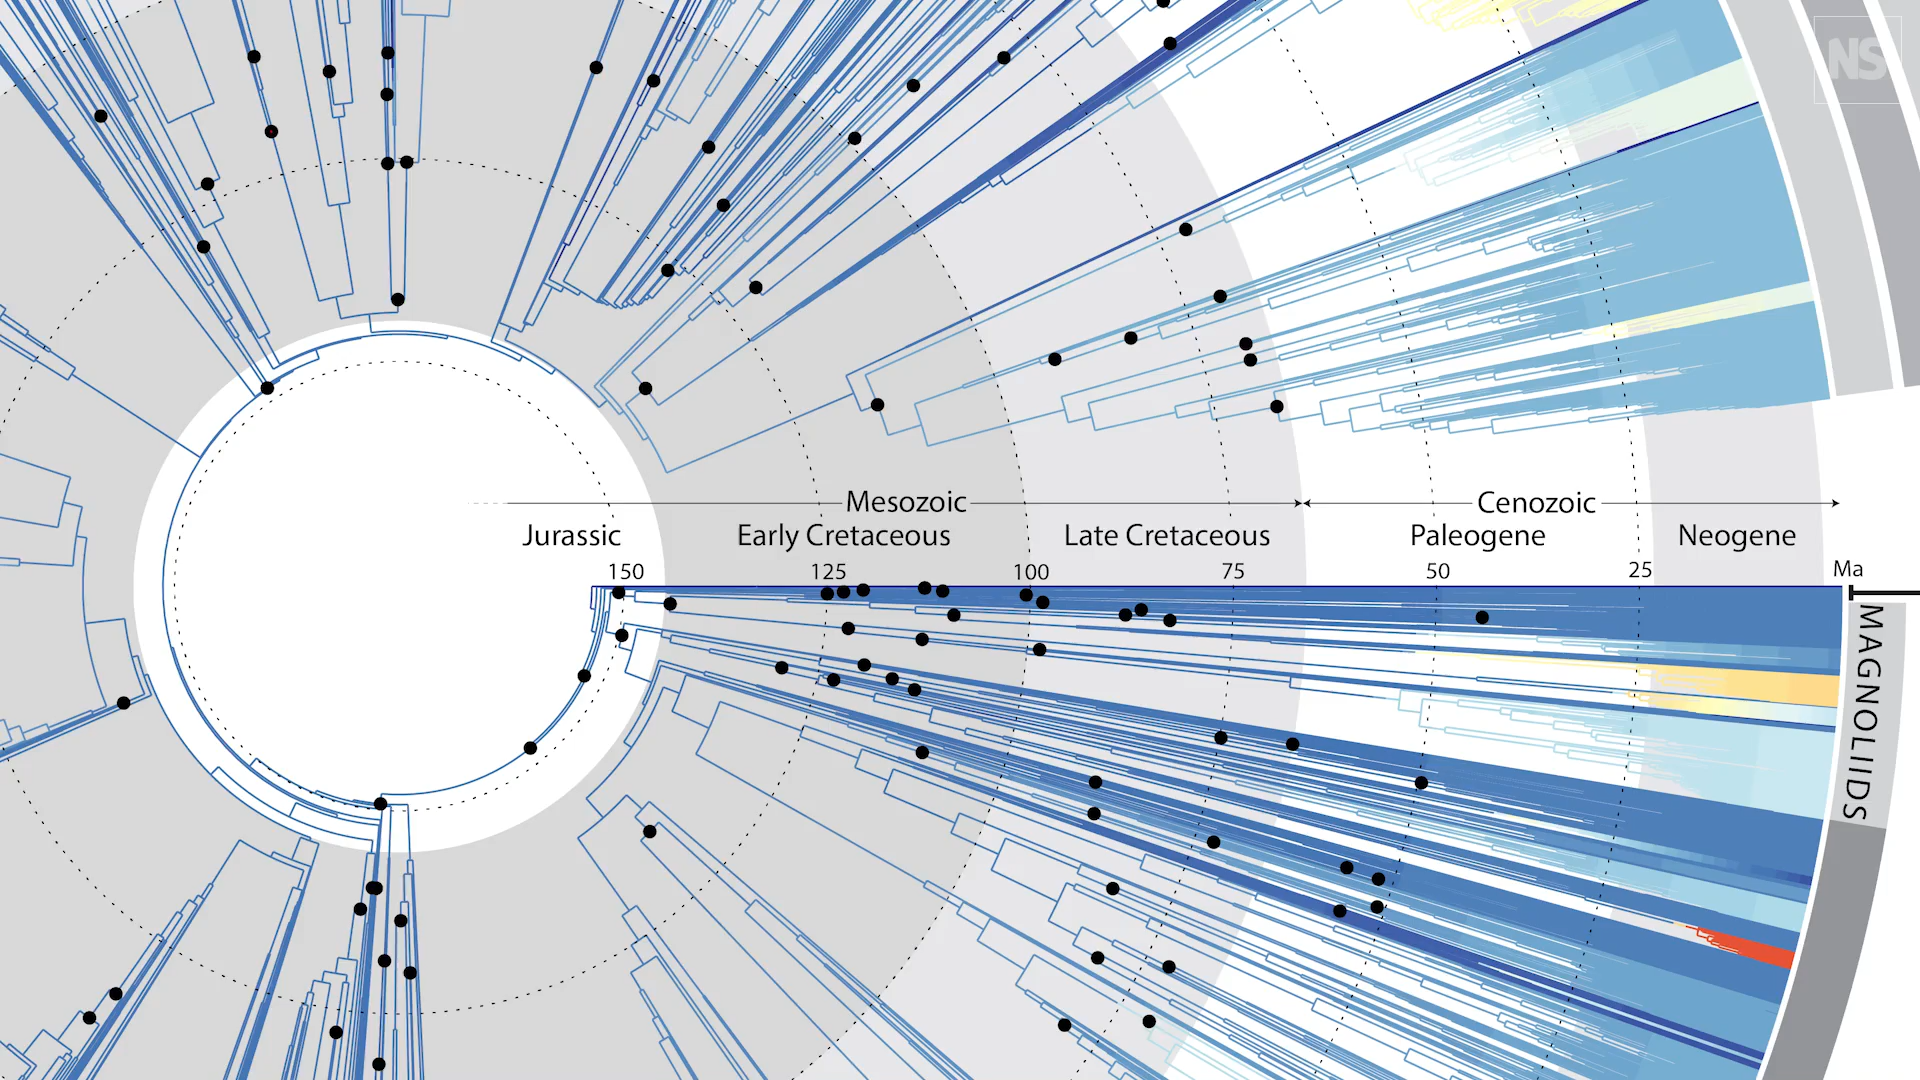 NS
Mesozoic
Cenozoic
Jurassic
Early Cretaceous
Late Cretaceous
Paleogene
Neogene
150
125
100
75
50
25
Ma
MAGNOLIIDS